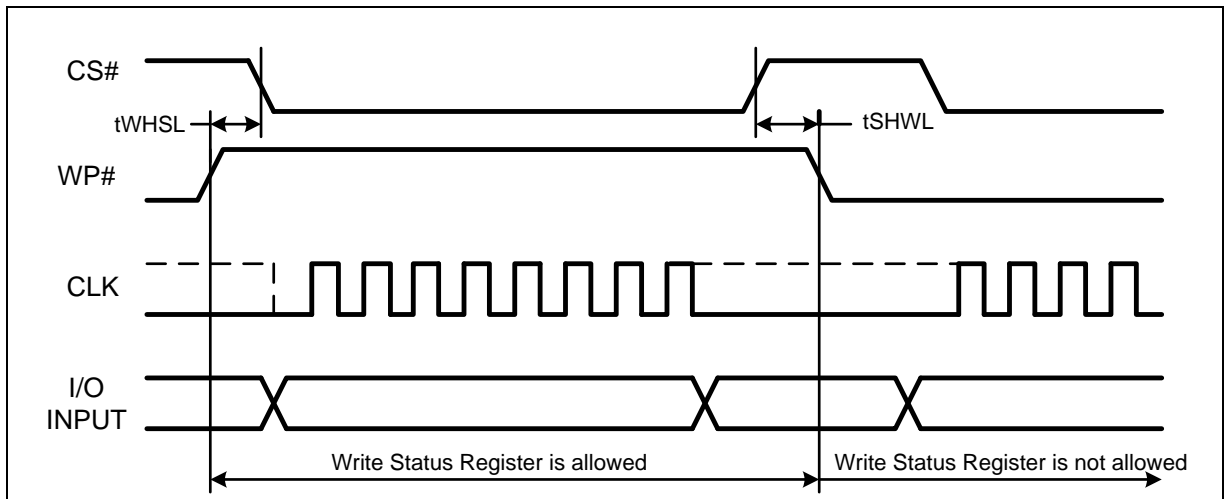 CS#
tWHSL
tSHWL
WP#
CLK
I/O
INPUT
Write Status Register is allowed
Write Status Register is not allowed